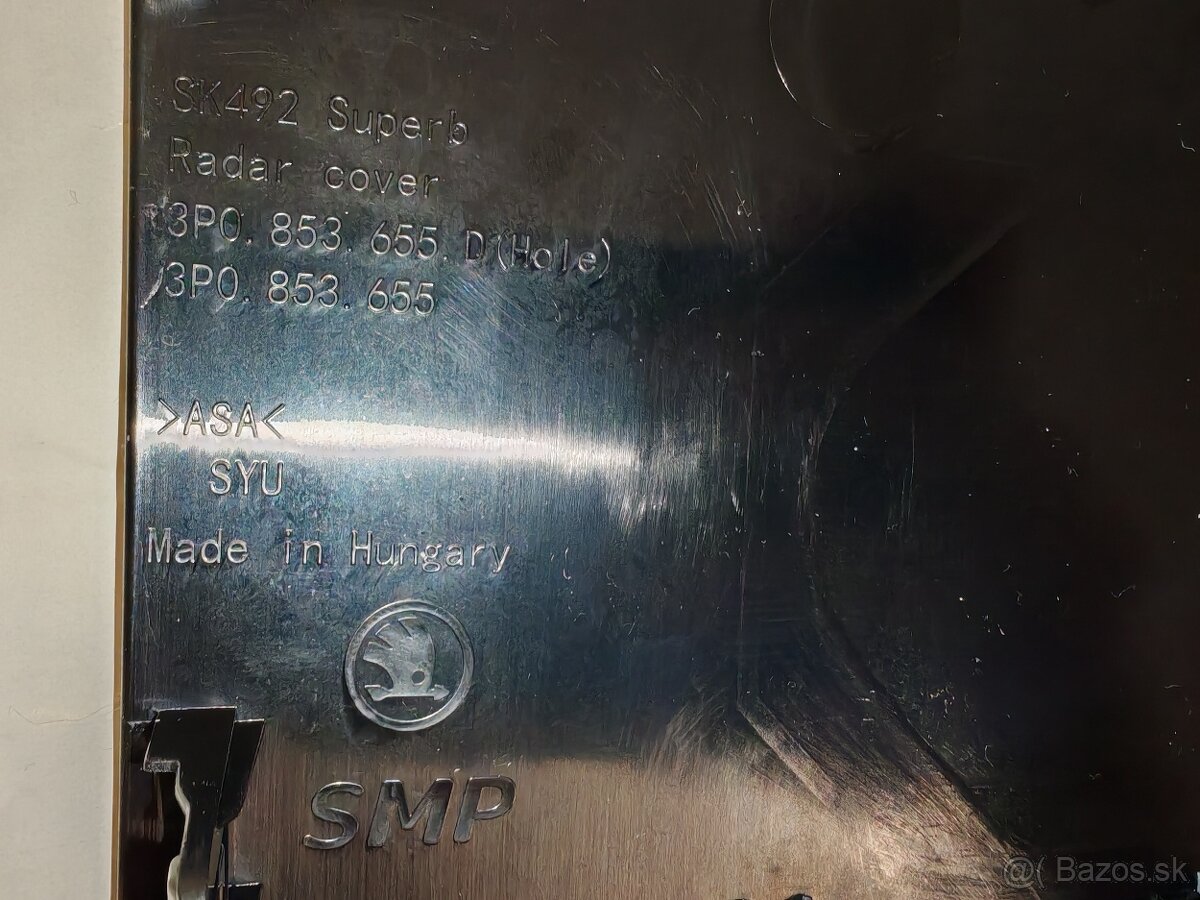 SK492 Superb
Radar cover
3P0.853.655.D(Hole)
3P0.853.655
>ASA<
SYU
Made in Hungary
SMP
@( Bazos.sk